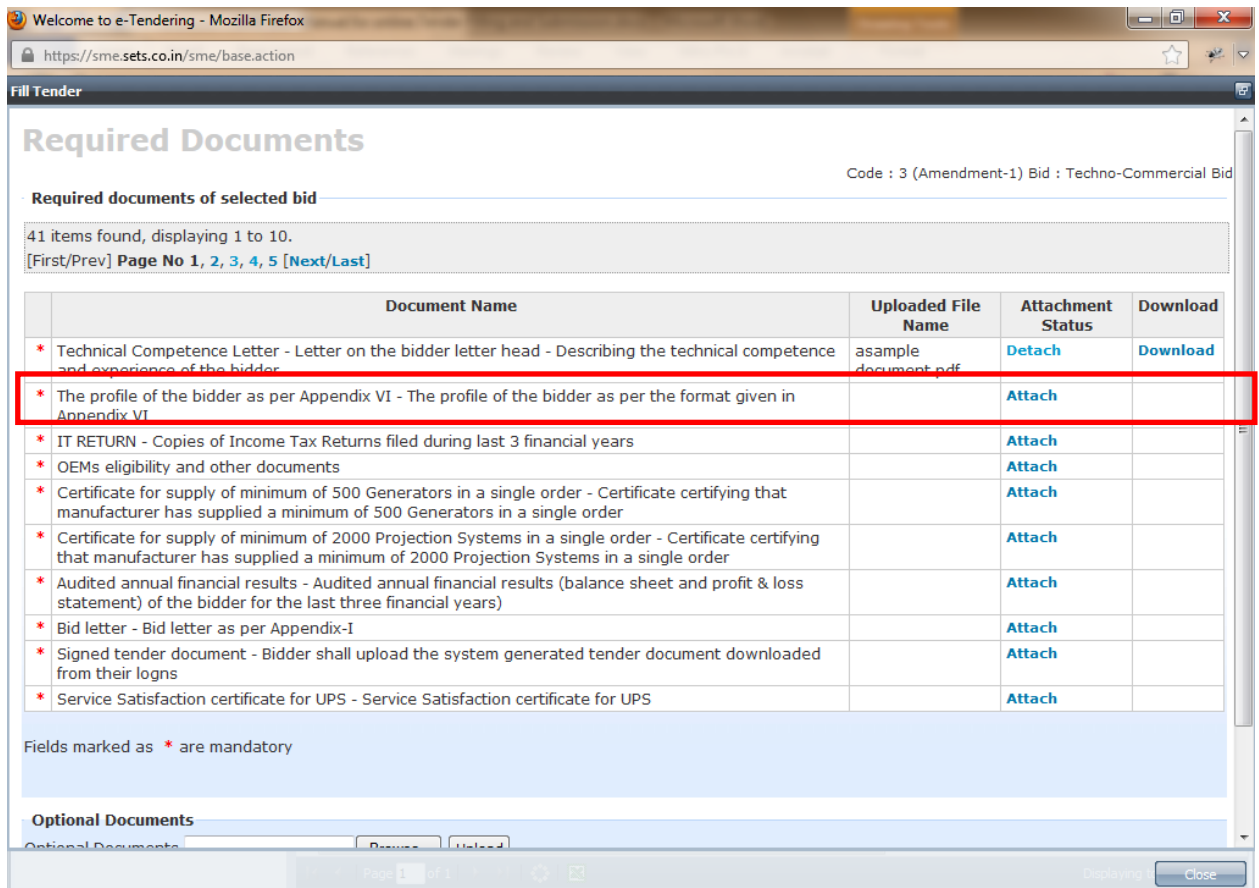 Welcome to e-Tendering - Mozilla Firefox
https://sme.sets.co.in/sme/base.action
Fill Tender
Required Documents
Code : 3 (Amendment-1) Bid : Techno-Commercial Bid
Required documents of selected bid
41 items found, displaying 1 to 10.
[First/Prev] Page No 1, 2, 3, 4, 5 [Next/Last]
Document Name
Uploaded File
Name
Attachment
Status
Download
* Technical Competence Letter - Letter on the bidder letter head - Describing the technical competence
and experience of the bidder
asample
document.pdf
Detach
Download
* The profile of the bidder as per Appendix VI - The profile of the bidder as per the format given in
Appendix VI
Attach
* IT RETURN - Copies of Income Tax Returns filed during last 3 financial years
Attach
* OEMs eligibility and other documents
Attach
* Certificate for supply of minimum of 500 Generators in a single order - Certificate certifying that
manufacturer has supplied a minimum of 500 Generators in a single order
Attach
* Certificate for supply of minimum of 2000 Projection Systems in a single order - Certificate certifying
that manufacturer has supplied a minimum of 2000 Projection Systems in a single order
Attach
* Audited annual financial results - Audited annual financial results (balance sheet and profit & loss
statement) of the bidder for the last three financial years)
Attach
* Bid letter - Bid letter as per Appendix-I
Attach
* Signed tender document - Bidder shall upload the system generated tender document downloaded
from their logns
Attach
* Service Satisfaction certificate for UPS - Service Satisfaction certificate for UPS
Attach
Fields marked as * are mandatory
Optional Documents
Optional Documents
Browse...
Upload
Page 1 of 1
Displaying
Close